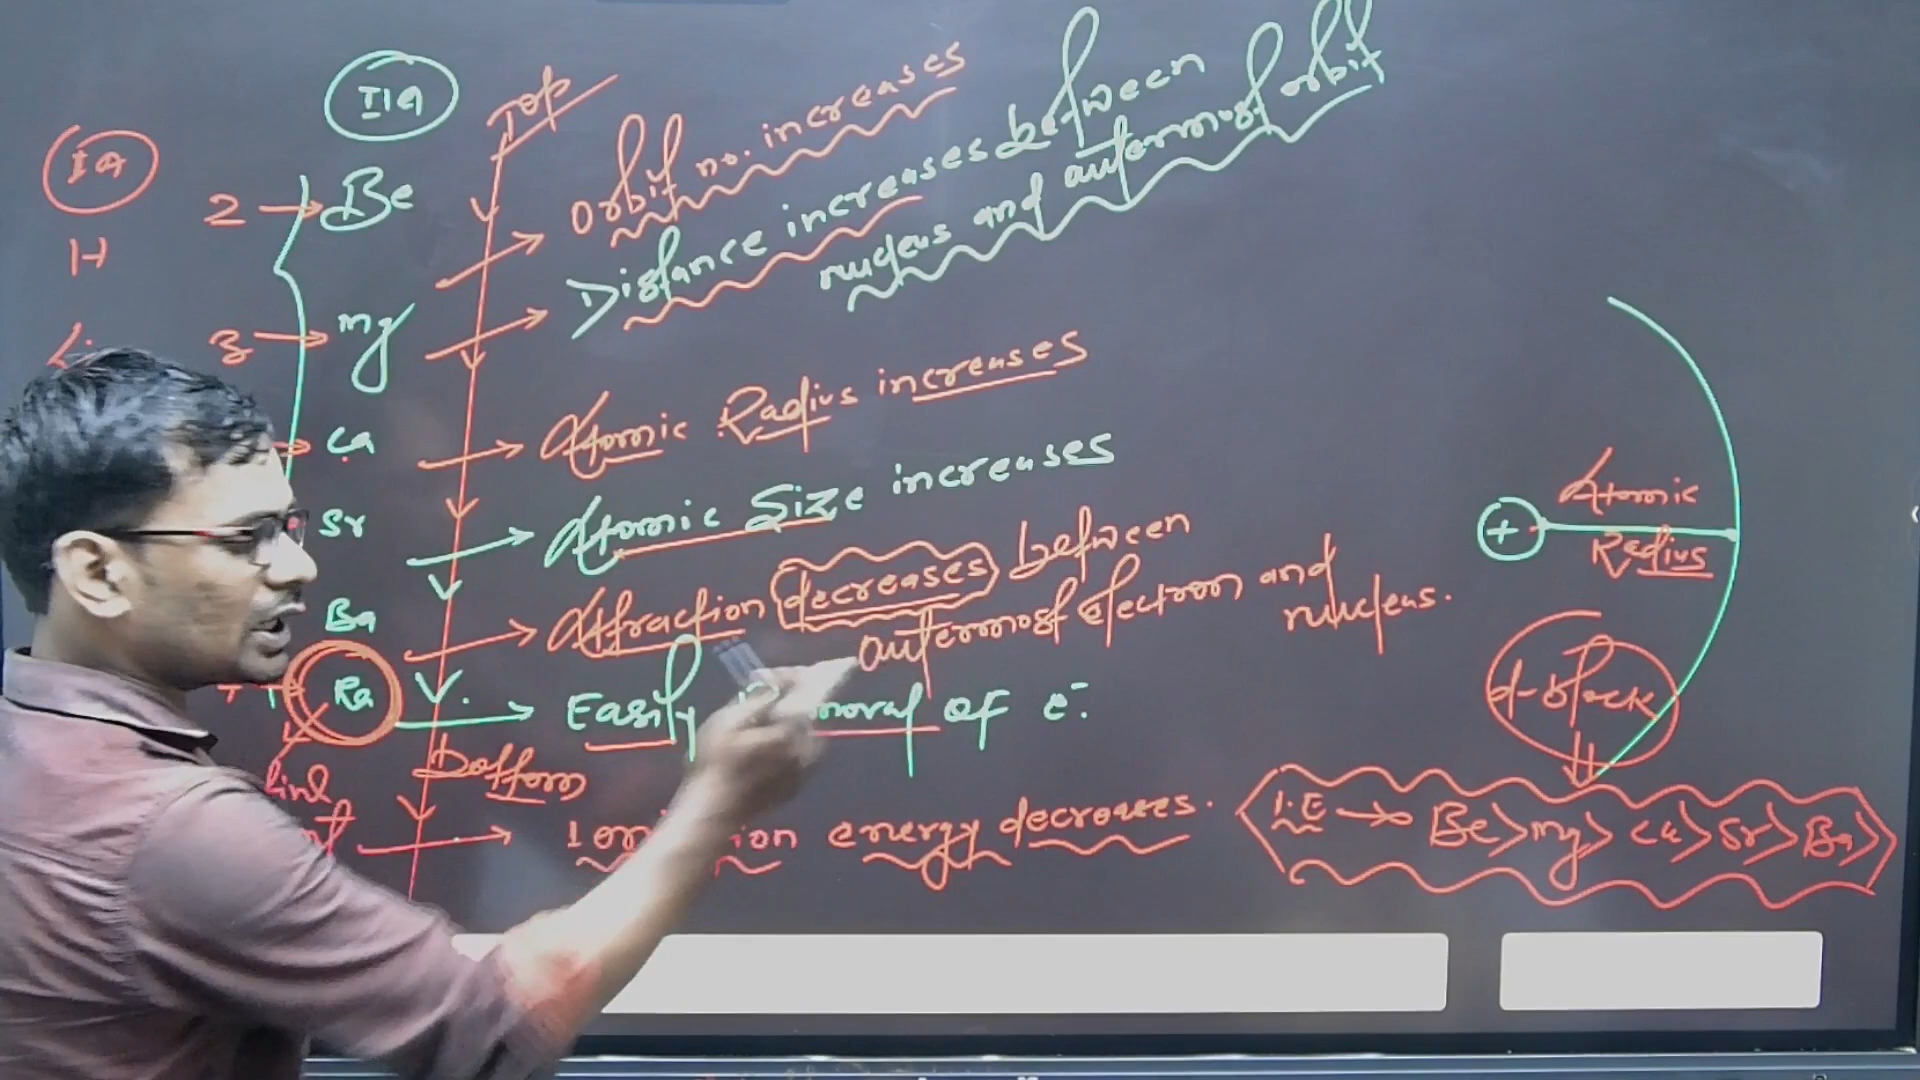 IA
H
Li
IIA
2 → Be
3 → mg
→ Ca
Sr
Ba
Ra
TOP
→ Orbit no. increases
→ Distance increases between
nucleus and outermost orbit
→ Atomic Radius increases
→ Atomic Size increases
→ Attraction decreases between
outermost electron and
nucleus.
→ Easily of e-
Bottom
→ energy decreases.
+
Atomic
Radius
d-block
I.E → Be > mg > Ca > Sr > Ba >